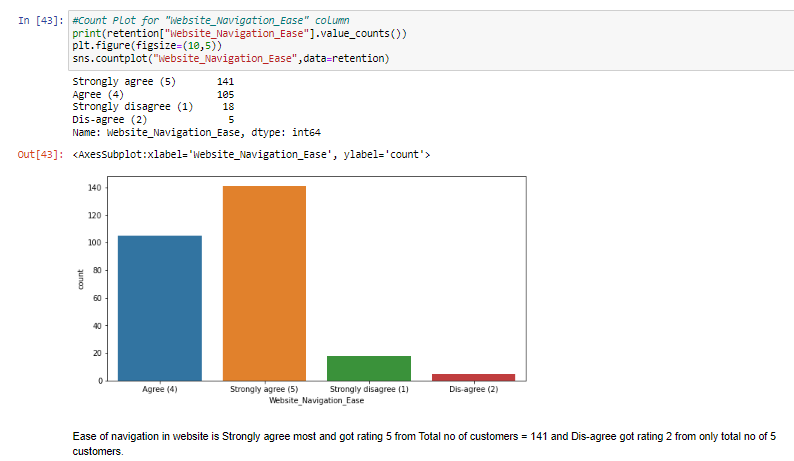 In [43]: #Count Plot for "Website_Navigation_Ease" column
print(retention["Website_Navigation_Ease"].value_counts())
plt.figure(figsize=(10,5))
sns.countplot("Website_Navigation_Ease",data=retention)
Strongly agree (5) 141
Agree (4) 105
Strongly disagree (1) 18
Dis-agree (2) 5
Name: Website_Navigation_Ease, dtype: int64
Out[43]: <AxesSubplot:xlabel='Website_Navigation_Ease', ylabel='count'>
140
120
100
80
60
40
20
0
count
Agree (4) Strongly agree (5) Strongly disagree (1) Dis-agree (2)
Website_Navigation_Ease
Ease of navigation in website is Strongly agree most and got rating 5 from Total no of customers = 141 and Dis-agree got rating 2 from only total no of 5
customers.